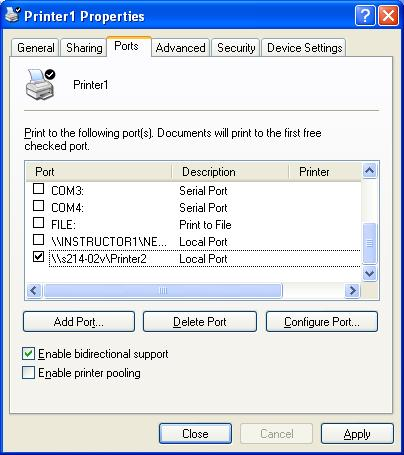 Printer1 Properties
General Sharing Ports Advanced Security Device Settings
Printer1
Print to the following port(s). Documents will print to the first free
checked port.
Port Description Printer
COM3: Serial Port
COM4: Serial Port
FILE: Print to File
\\INSTRUCTOR1\NE... Local Port
\\s214-02v\Printer2 Local Port
Add Port... Delete Port Configure Port...
Enable bidirectional support
Enable printer pooling
Close Cancel Apply